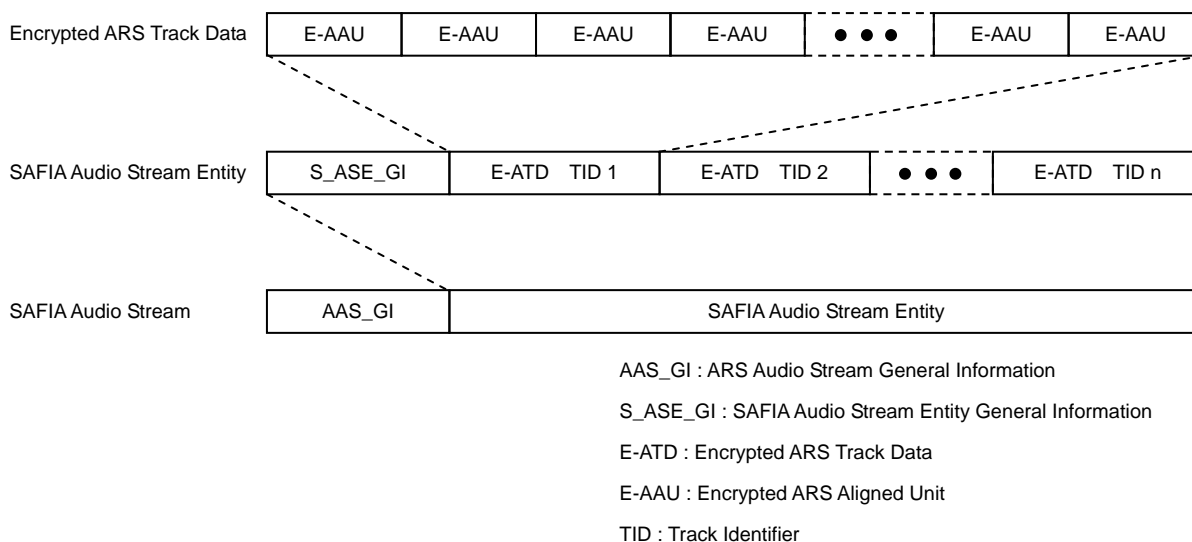 Encrypted ARS Track Data E-AAU E-AAU E-AAU E-AAU E-AAU E-AAU
SAFIA Audio Stream Entity S_ASE_GI E-ATD TID 1 E-ATD TID 2 E-ATD TID n
SAFIA Audio Stream AAS_GI SAFIA Audio Stream Entity
AAS_GI : ARS Audio Stream General Information
S_ASE_GI : SAFIA Audio Stream Entity General Information
E-ATD : Encrypted ARS Track Data
E-AAU : Encrypted ARS Aligned Unit
TID : Track Identifier